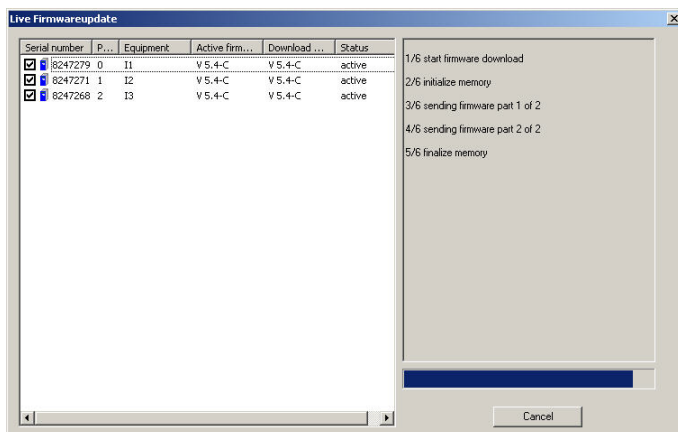 Live Firmwareupdate
Serial number P... Equipment Active firm... Download ... Status
8247279 0 I1 V 5.4-C V 5.4-C active
8247271 1 I2 V 5.4-C V 5.4-C active
8247268 2 I3 V 5.4-C V 5.4-C active
1/6 start firmware download
2/6 initialize memory
3/6 sending firmware part 1 of 2
4/6 sending firmware part 2 of 2
5/6 finalize memory
Cancel